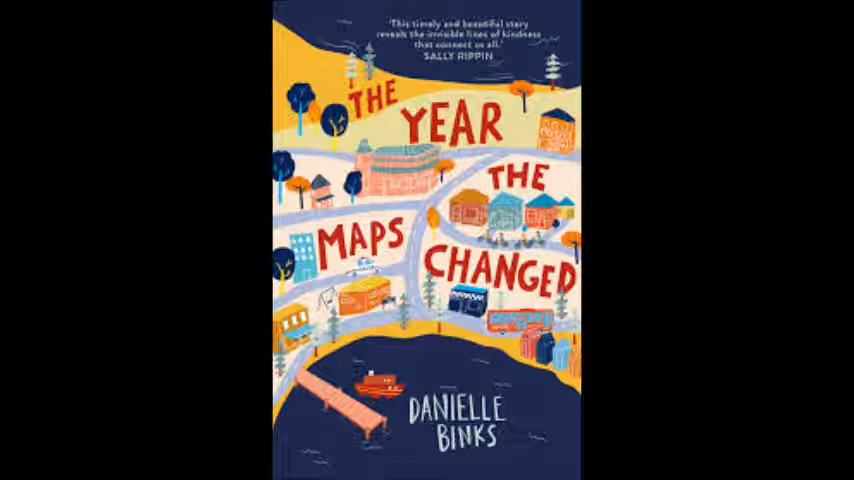 'This timely and beautiful story
reveals the invisible lines of kindness
that connect us all.'
SALLY RIPPIN
THE
YEAR
THE
MAPS
CHANGED
DANIELLE
BINKS